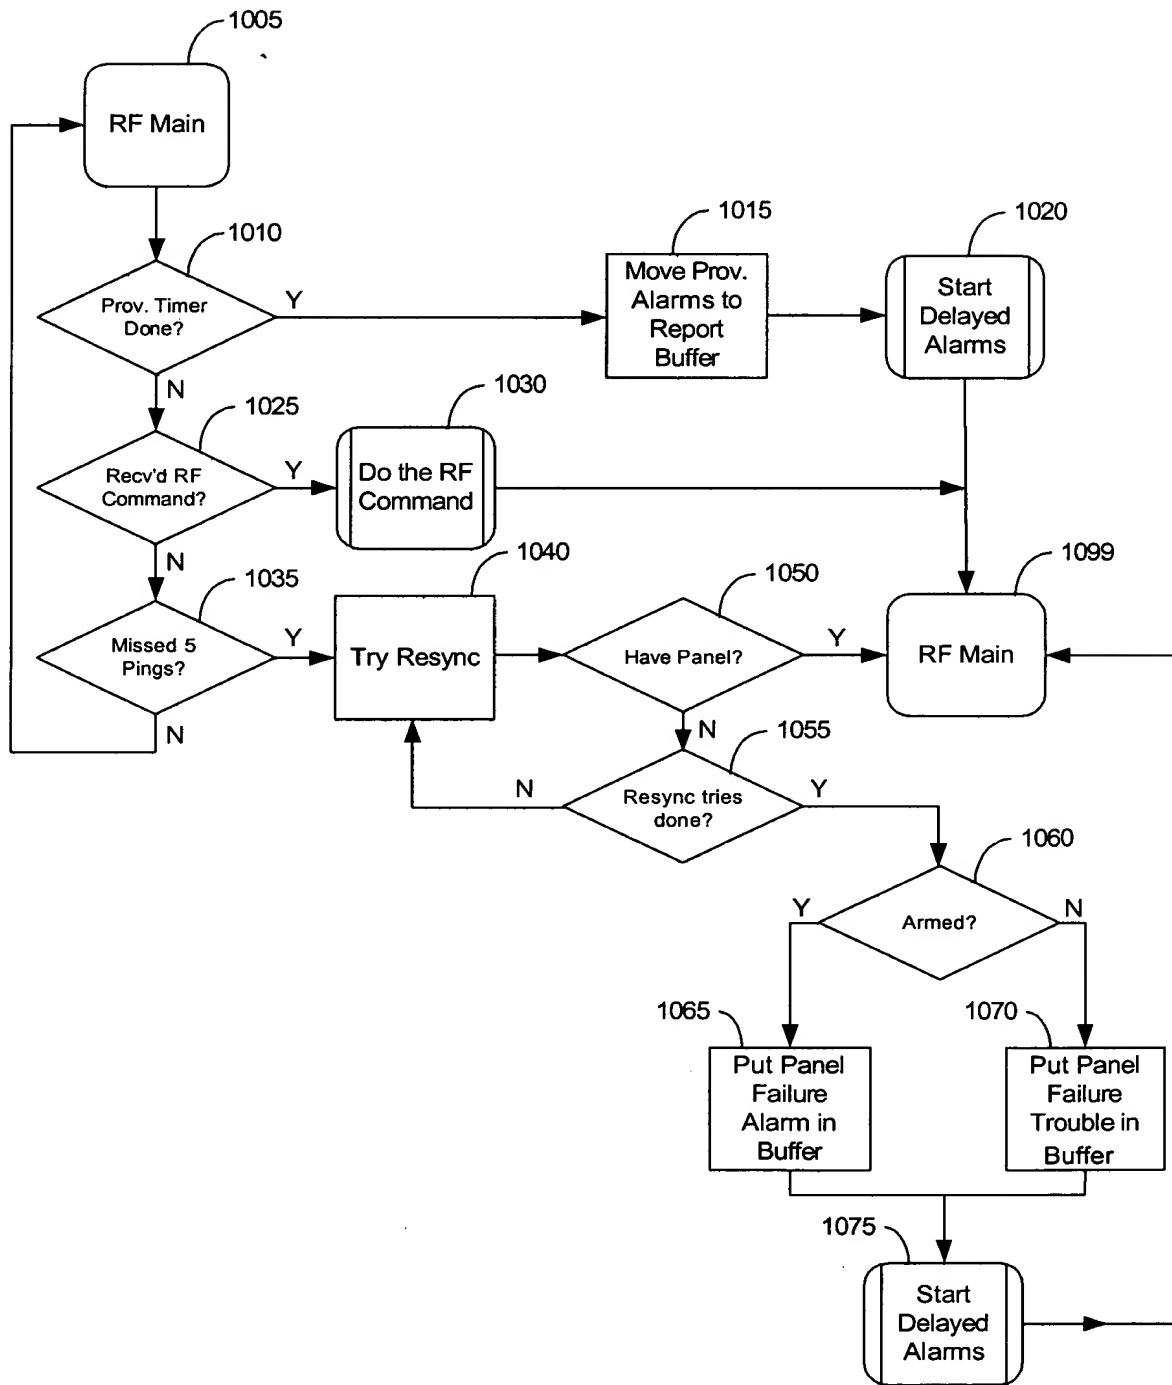 1005
RF Main
1010
Prov. Timer
Done?
Y
N
1015
Move Prov.
Alarms to
Report
Buffer
1020
Start
Delayed
Alarms
1025
Recv'd RF
Command?
Y
N
1030
Do the RF
Command
1035
Missed 5
Pings?
Y
N
1040
Try Resync
1050
Have Panel?
Y
N
1099
RF Main
1055
Resync tries
done?
N
Y
1060
Armed?
Y
N
1065
Put Panel
Failure
Alarm in
Buffer
1070
Put Panel
Failure
Trouble in
Buffer
1075
Start
Delayed
Alarms